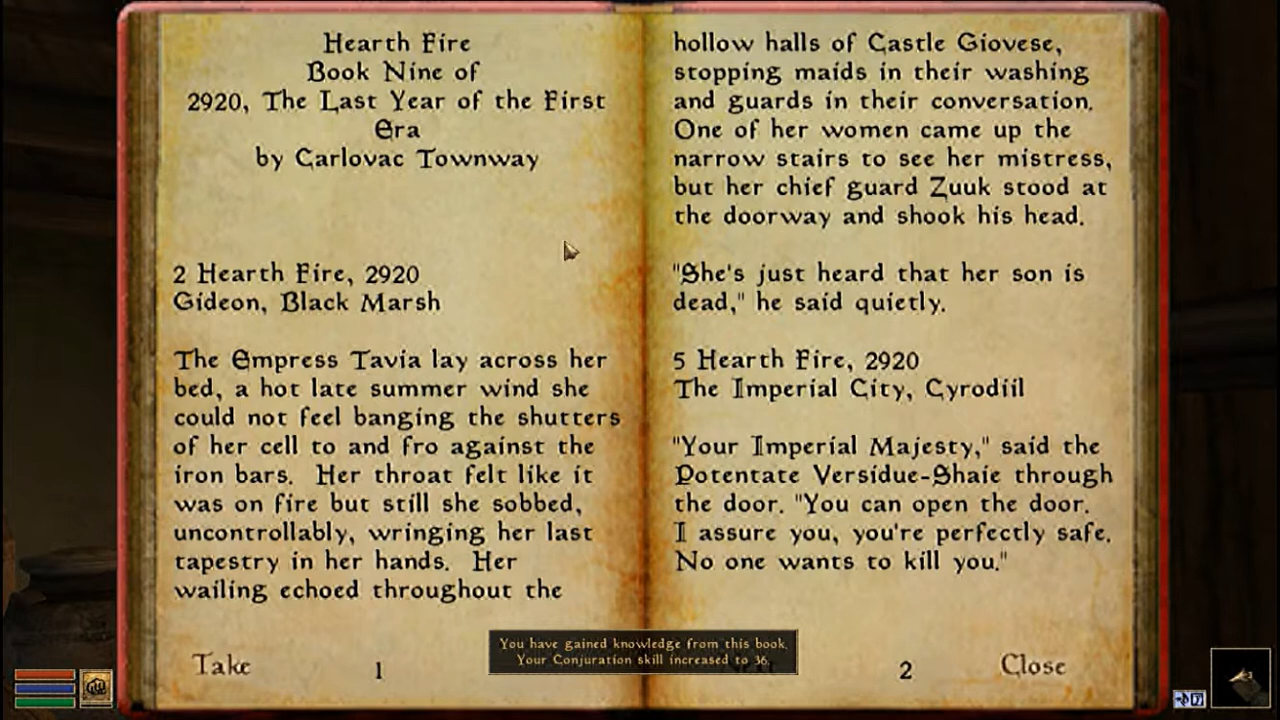 Hearth Fire
Book Nine of
2920, The Last Year of the First
Era
by Carlovac Townway
2 Hearth Fire, 2920
Gideon, Black Marsh
The Empress Tavia lay across her
bed, a hot late summer wind she
could not feel banging the shutters
of her cell to and fro against the
iron bars. Her throat felt like it
was on fire but still she sobbed,
uncontrollably, wringing her last
tapestry in her hands. Her
wailing echoed throughout the
hollow halls of Castle Giovese,
stopping maids in their washing
and guards in their conversation.
One of her women came up the
narrow stairs to see her mistress,
but her chief guard Zuuk stood at
the doorway and shook his head.
"She's just heard that her son is
dead," he said quietly.
5 Hearth Fire, 2920
The Imperial City, Cyrodiil
"Your Imperial Majesty," said the
Potentate Versidue-Shaie through
the door. "You can open the door.
I assure you, you're perfectly safe.
No one wants to kill you."
You have gained knowledge from this book.
Your Conjuration skill increased to 36.
Take 1 2 Close